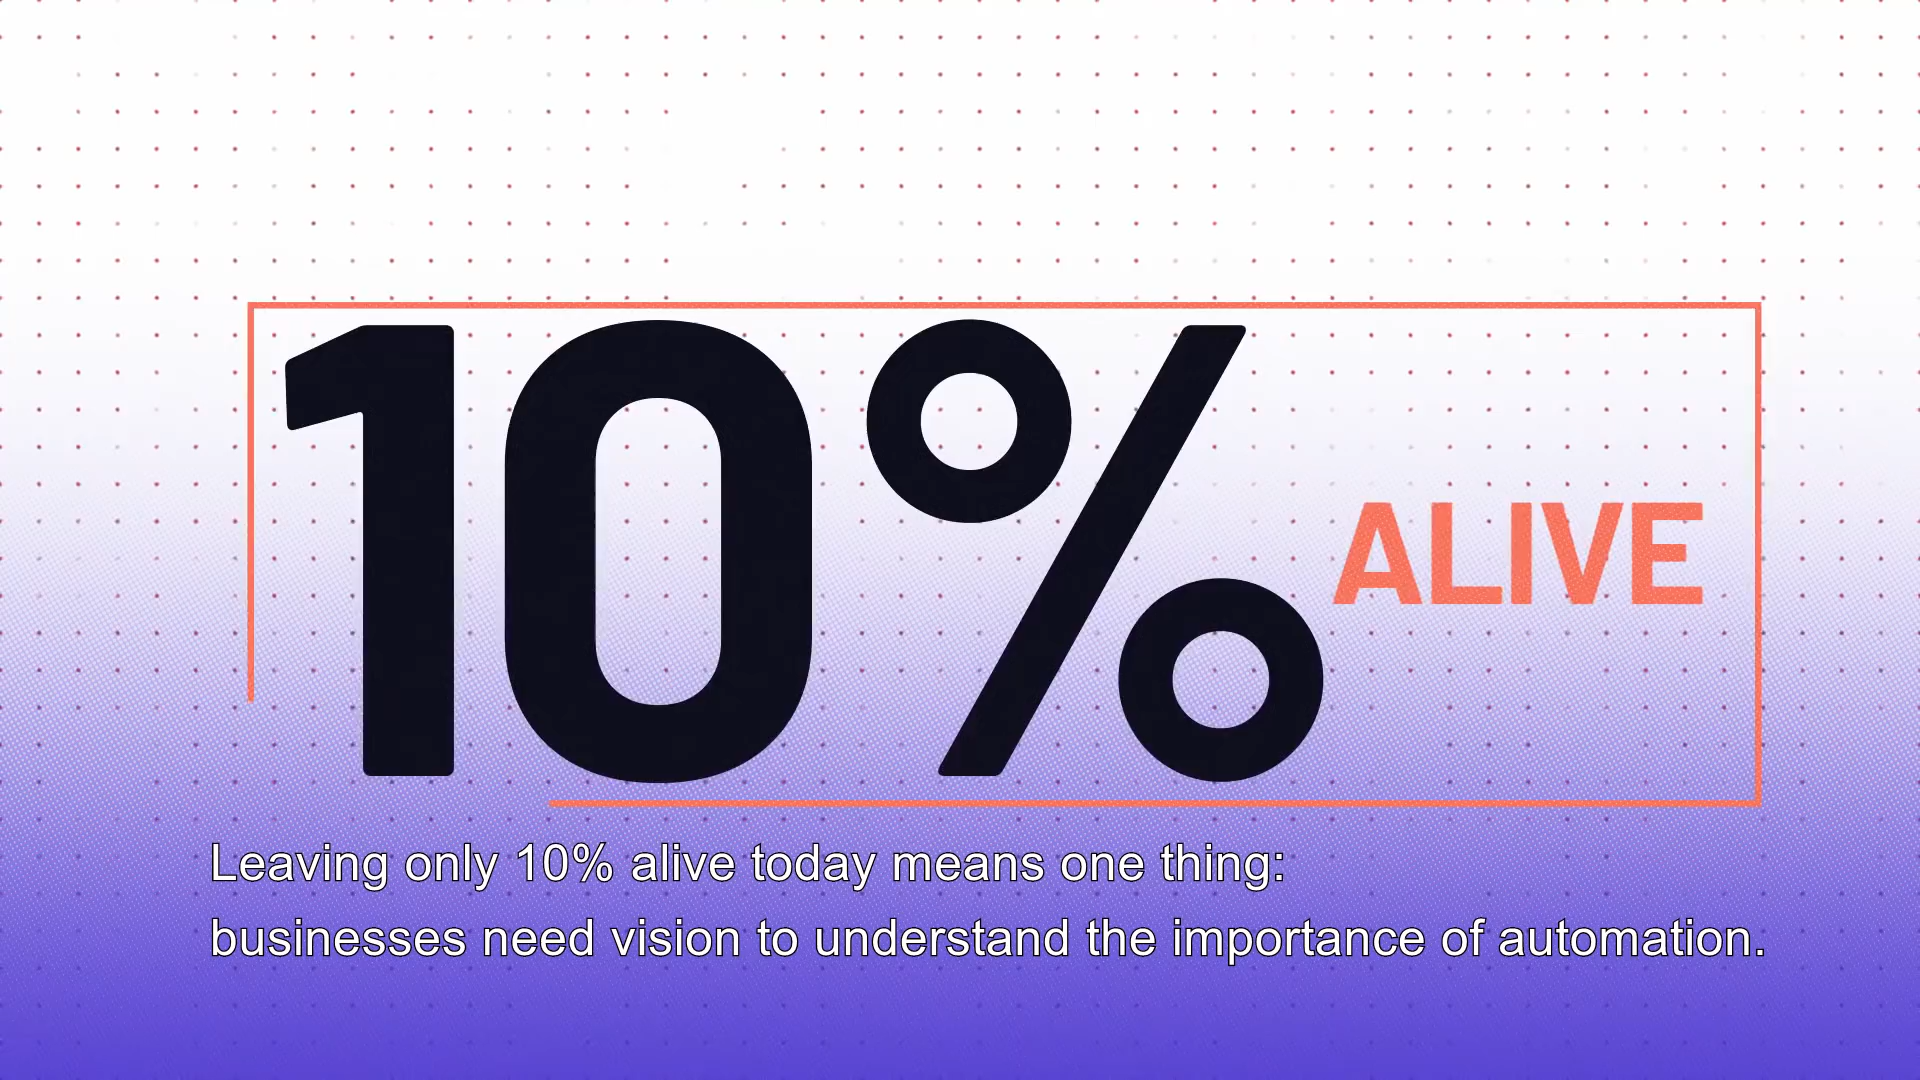 10% ALIVE
Leaving only 10% alive today means one thing:
businesses need vision to understand the importance of automation.